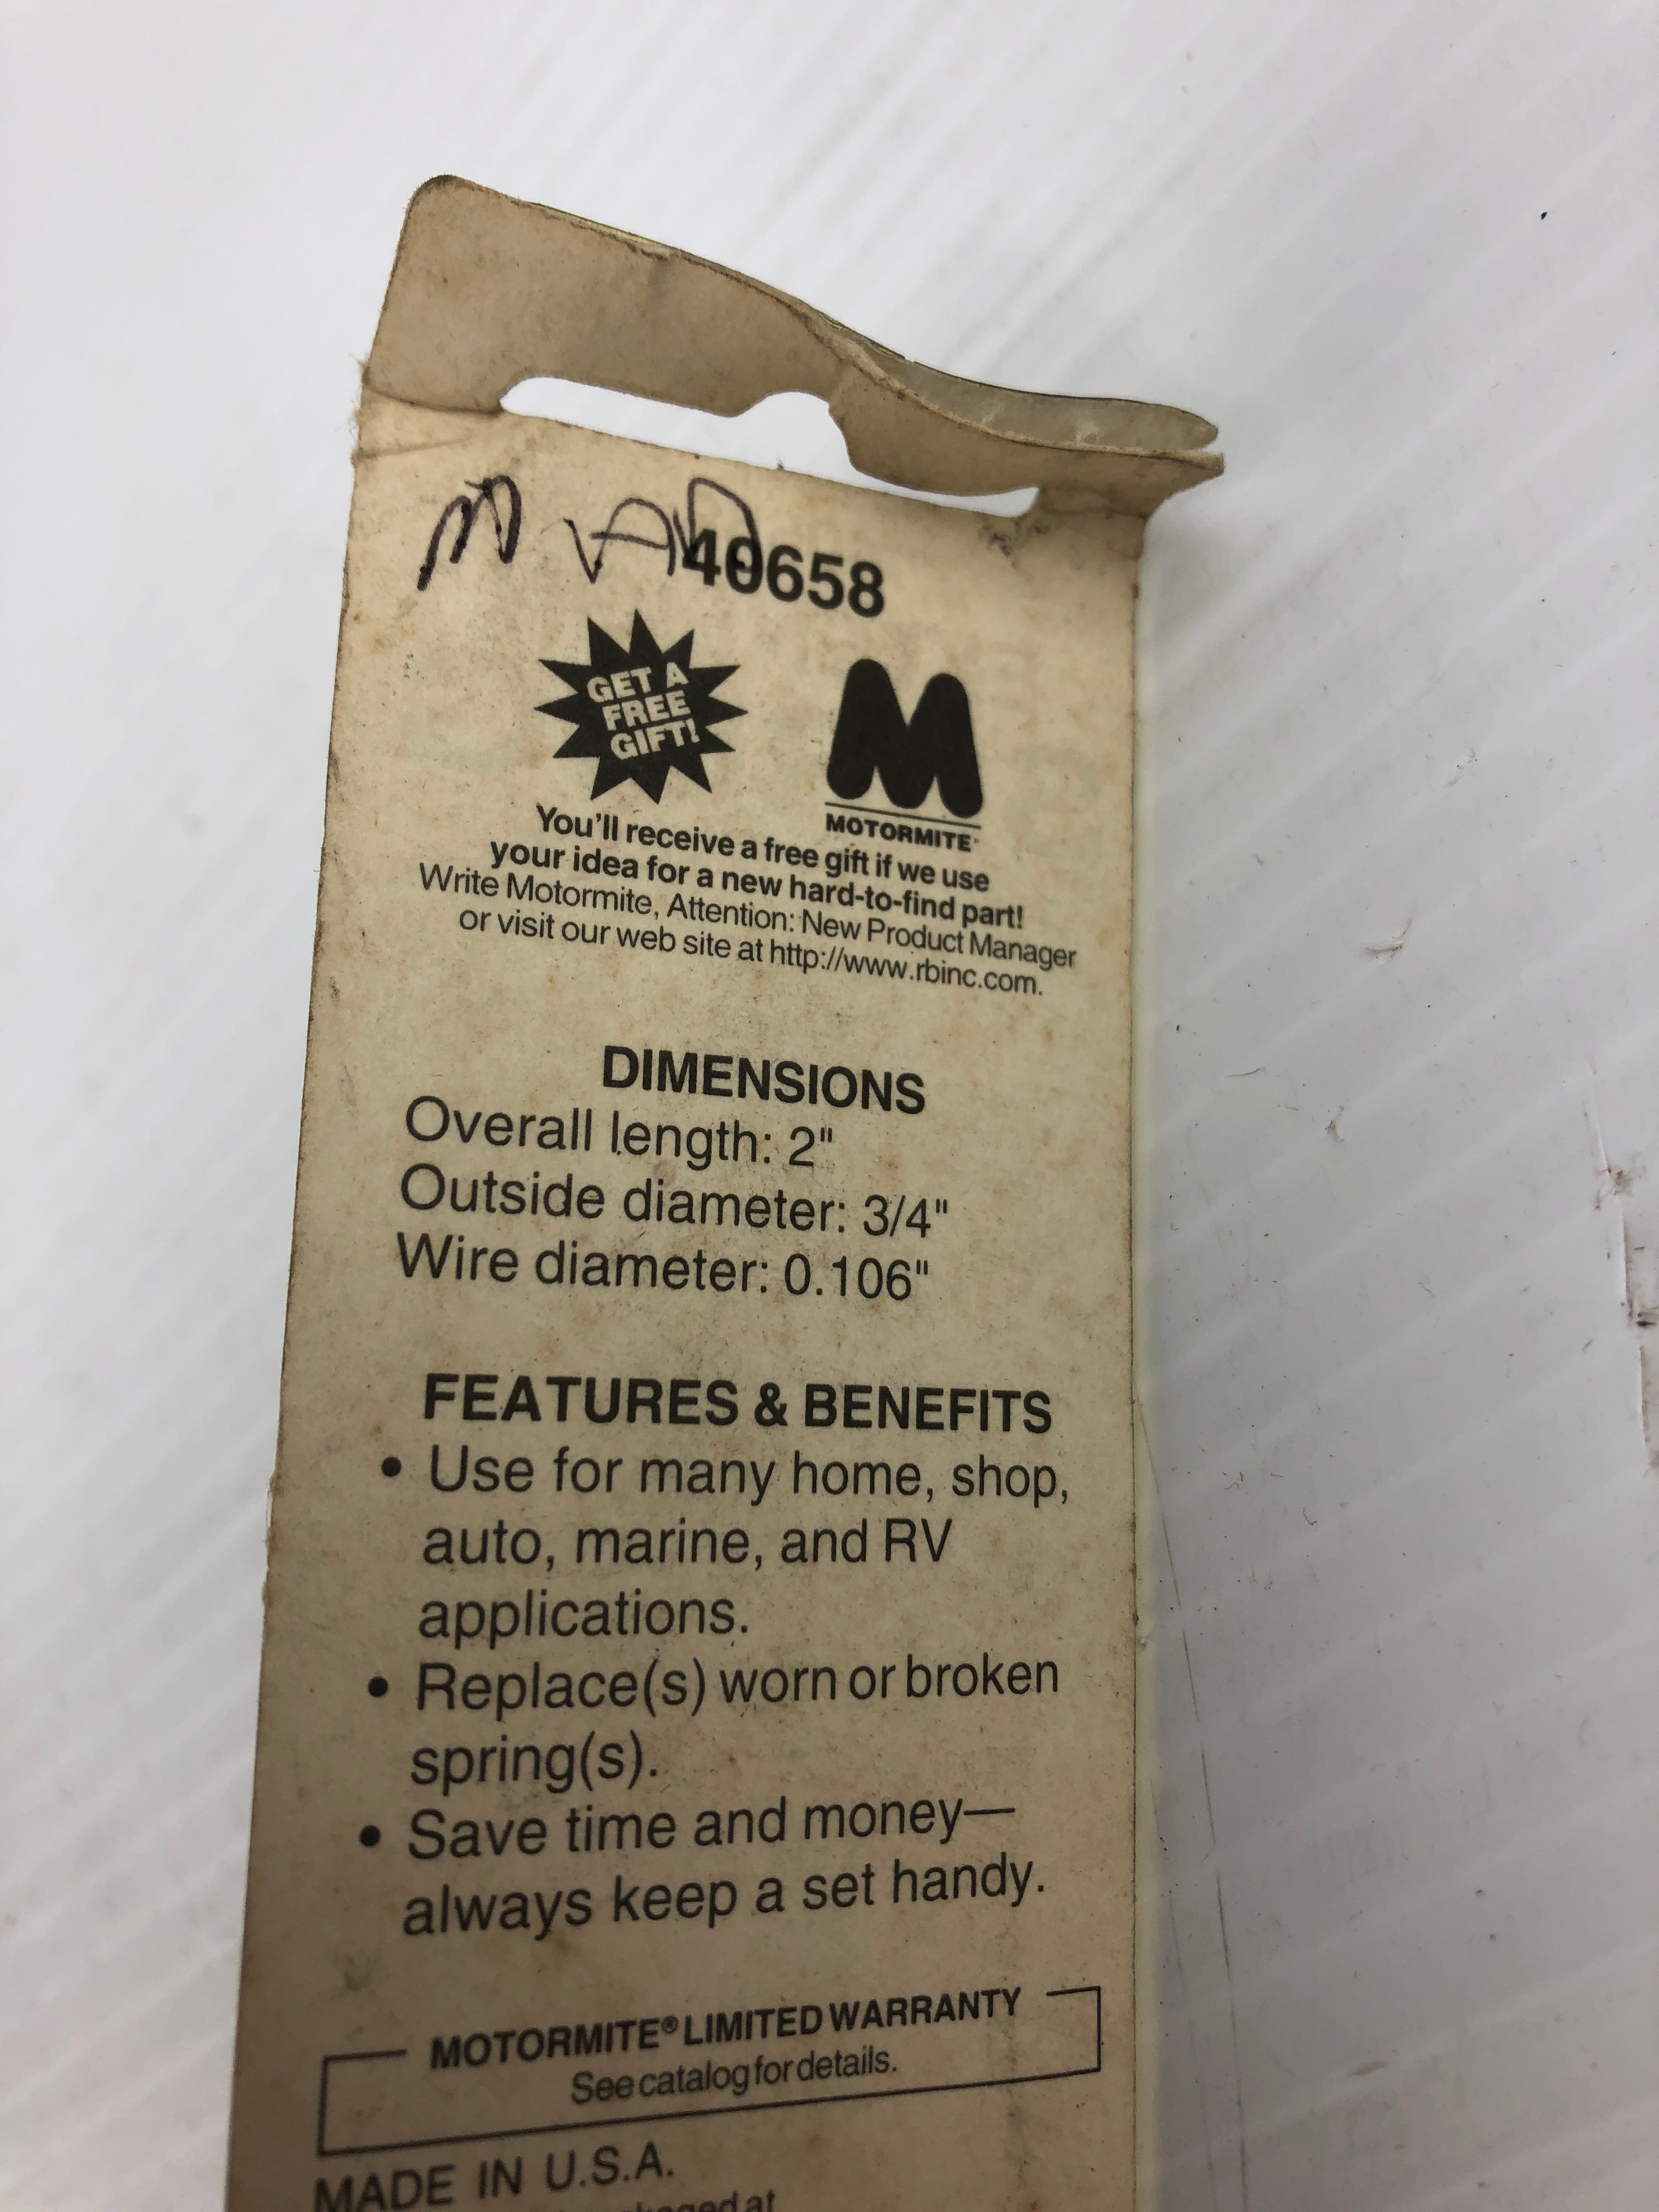 40658
GET A
FREE
GIFT!
MOTORMITE
You'll receive a free gift if we use
your idea for a new hard-to-find part!
Write Motormite, Attention: New Product Manager
or visit our web site at http://www.rbinc.com.
DIMENSIONS
Overall length: 2"
Outside diameter: 3/4"
Wire diameter: 0.106"
FEATURES & BENEFITS
• Use for many home, shop,
auto, marine, and RV
applications.
• Replace(s) worn or broken
spring(s).
• Save time and money—
always keep a set handy.
MOTORMITE® LIMITED WARRANTY
See catalog for details.
MADE IN U.S.A.
at